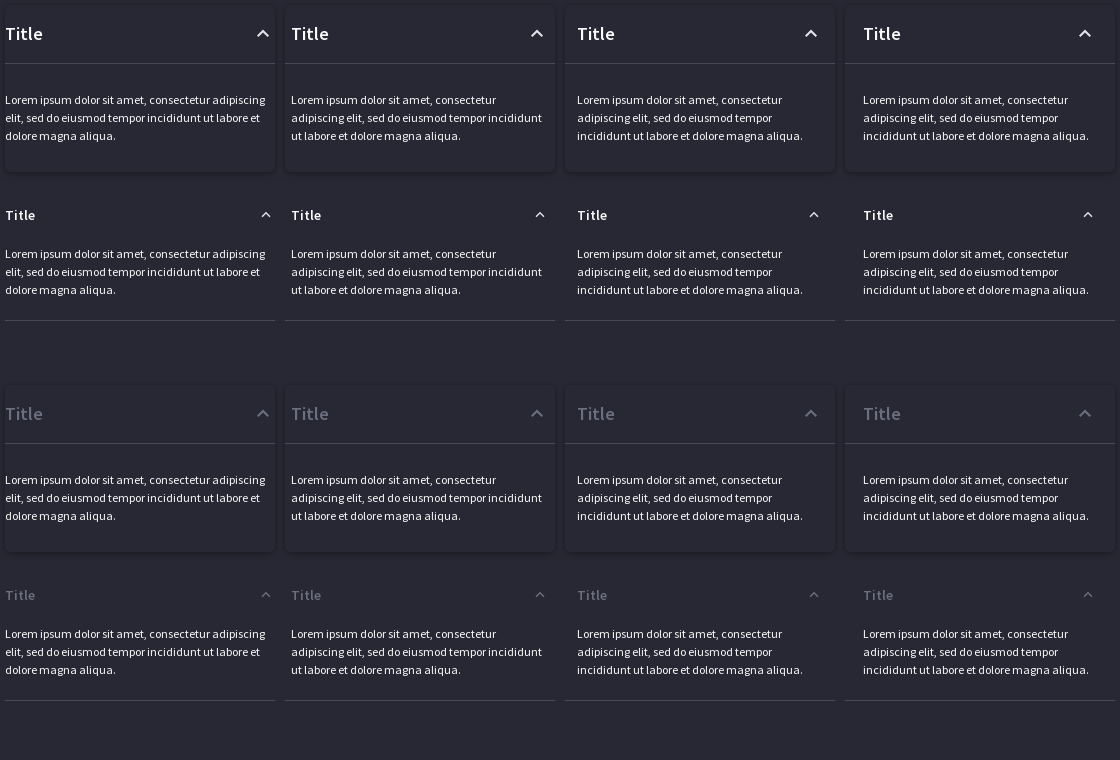 Title
Title
Title
Title
Lorem ipsum dolor sit amet, consectetur adipiscing
elit, sed do eiusmod tempor incididunt ut labore et
dolore magna aliqua.
Lorem ipsum dolor sit amet, consectetur
adipiscing elit, sed do eiusmod tempor incididunt
ut labore et dolore magna aliqua.
Lorem ipsum dolor sit amet, consectetur
adipiscing elit, sed do eiusmod tempor
incididunt ut labore et dolore magna aliqua.
Lorem ipsum dolor sit amet, consectetur
adipiscing elit, sed do eiusmod tempor
incididunt ut labore et dolore magna aliqua.
Title
Title
Title
Title
Lorem ipsum dolor sit amet, consectetur adipiscing
elit, sed do eiusmod tempor incididunt ut labore et
dolore magna aliqua.
Lorem ipsum dolor sit amet, consectetur
adipiscing elit, sed do eiusmod tempor incididunt
ut labore et dolore magna aliqua.
Lorem ipsum dolor sit amet, consectetur
adipiscing elit, sed do eiusmod tempor
incididunt ut labore et dolore magna aliqua.
Lorem ipsum dolor sit amet, consectetur
adipiscing elit, sed do eiusmod tempor
incididunt ut labore et dolore magna aliqua.
Title
Title
Title
Title
Lorem ipsum dolor sit amet, consectetur adipiscing
elit, sed do eiusmod tempor incididunt ut labore et
dolore magna aliqua.
Lorem ipsum dolor sit amet, consectetur
adipiscing elit, sed do eiusmod tempor incididunt
ut labore et dolore magna aliqua.
Lorem ipsum dolor sit amet, consectetur
adipiscing elit, sed do eiusmod tempor
incididunt ut labore et dolore magna aliqua.
Lorem ipsum dolor sit amet, consectetur
adipiscing elit, sed do eiusmod tempor
incididunt ut labore et dolore magna aliqua.
Title
Title
Title
Title
Lorem ipsum dolor sit amet, consectetur adipiscing
elit, sed do eiusmod tempor incididunt ut labore et
dolore magna aliqua.
Lorem ipsum dolor sit amet, consectetur
adipiscing elit, sed do eiusmod tempor incididunt
ut labore et dolore magna aliqua.
Lorem ipsum dolor sit amet, consectetur
adipiscing elit, sed do eiusmod tempor
incididunt ut labore et dolore magna aliqua.
Lorem ipsum dolor sit amet, consectetur
adipiscing elit, sed do eiusmod tempor
incididunt ut labore et dolore magna aliqua.